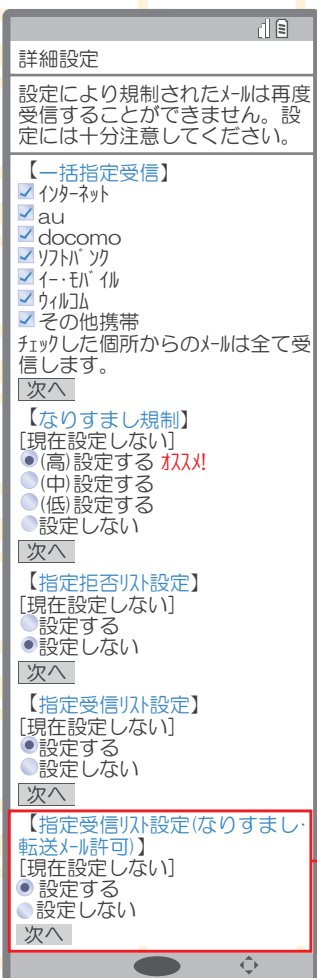 詳細設定
設定により規制されたﾒｰﾙは再度
受信することができません。設
定には十分注意してください。
【一括指定受信】
ｲﾝﾀｰﾈｯﾄ
au
docomo
ｿﾌﾄﾊﾞﾝｸ
ｲｰ･ﾓﾊﾞｲﾙ
ｳｨﾙｺﾑ
その他携帯
ﾁｪｯｸした個所からのﾒｰﾙは全て受
信します。
次へ
【なりすまし規制】
[現在設定しない]
(高)設定する ｵｽｽﾒ!
(中)設定する
(低)設定する
設定しない
次へ
【指定拒否ﾘｽﾄ設定】
[現在設定しない]
設定する
設定しない
次へ
【指定受信ﾘｽﾄ設定】
[現在設定しない]
設定する
設定しない
次へ
【指定受信ﾘｽﾄ設定(なりすまし･
転送ﾒｰﾙ許可)】
[現在設定しない]
設定する
設定しない
次へ